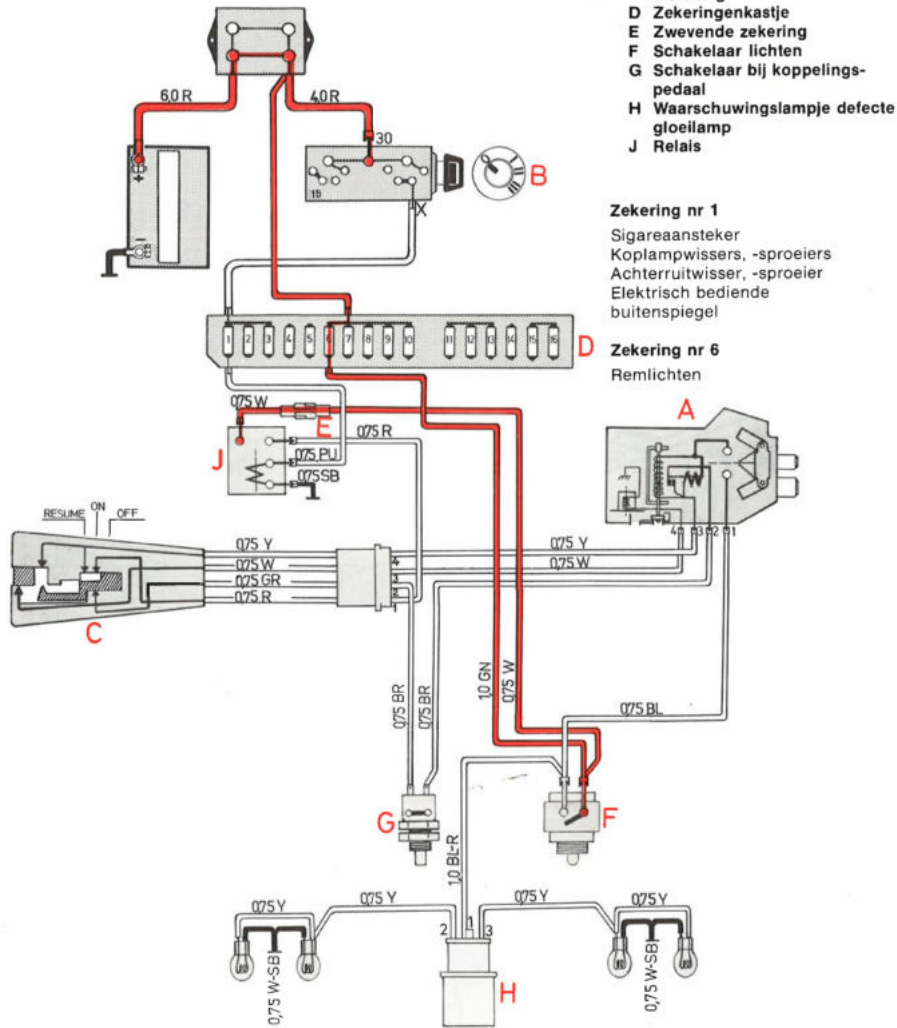 D Zekeringenkastje
E Zwevende zekering
F Schakelaar lichten
G Schakelaar bij koppelings-
pedaal
H Waarschuwingslampje defecte
gloeilamp
J Relais
Zekering nr 1
Sigareaansteker
Koplampwissers, -sproeiers
Achterruitwisser, -sproeier
Elektrisch bediende
buitenspiegel
Zekering nr 6
Remlichten
6,0 R
4,0 R
30
15
B
X
+
−
1 2 3 4 5 6 7 8 9 10 11 12 13 14 15 16
D
0,75 W
E
0,75 R
J
0,75 PU
0,75 SB
A
4 3 2 1
RESUME ON OFF
0,75 Y
0,75 W
0,75 GR
0,75 R
4
3
2
1
0,75 Y
0,75 W
C
0,75 BR
0,75 BR
1,0 GN
0,75 W
0,75 BL
G
F
1,0 BL-R
0,75 Y
0,75 Y
2 1 3
0,75 Y
0,75 Y
0,75 W-SB
H
0,75 W-SB